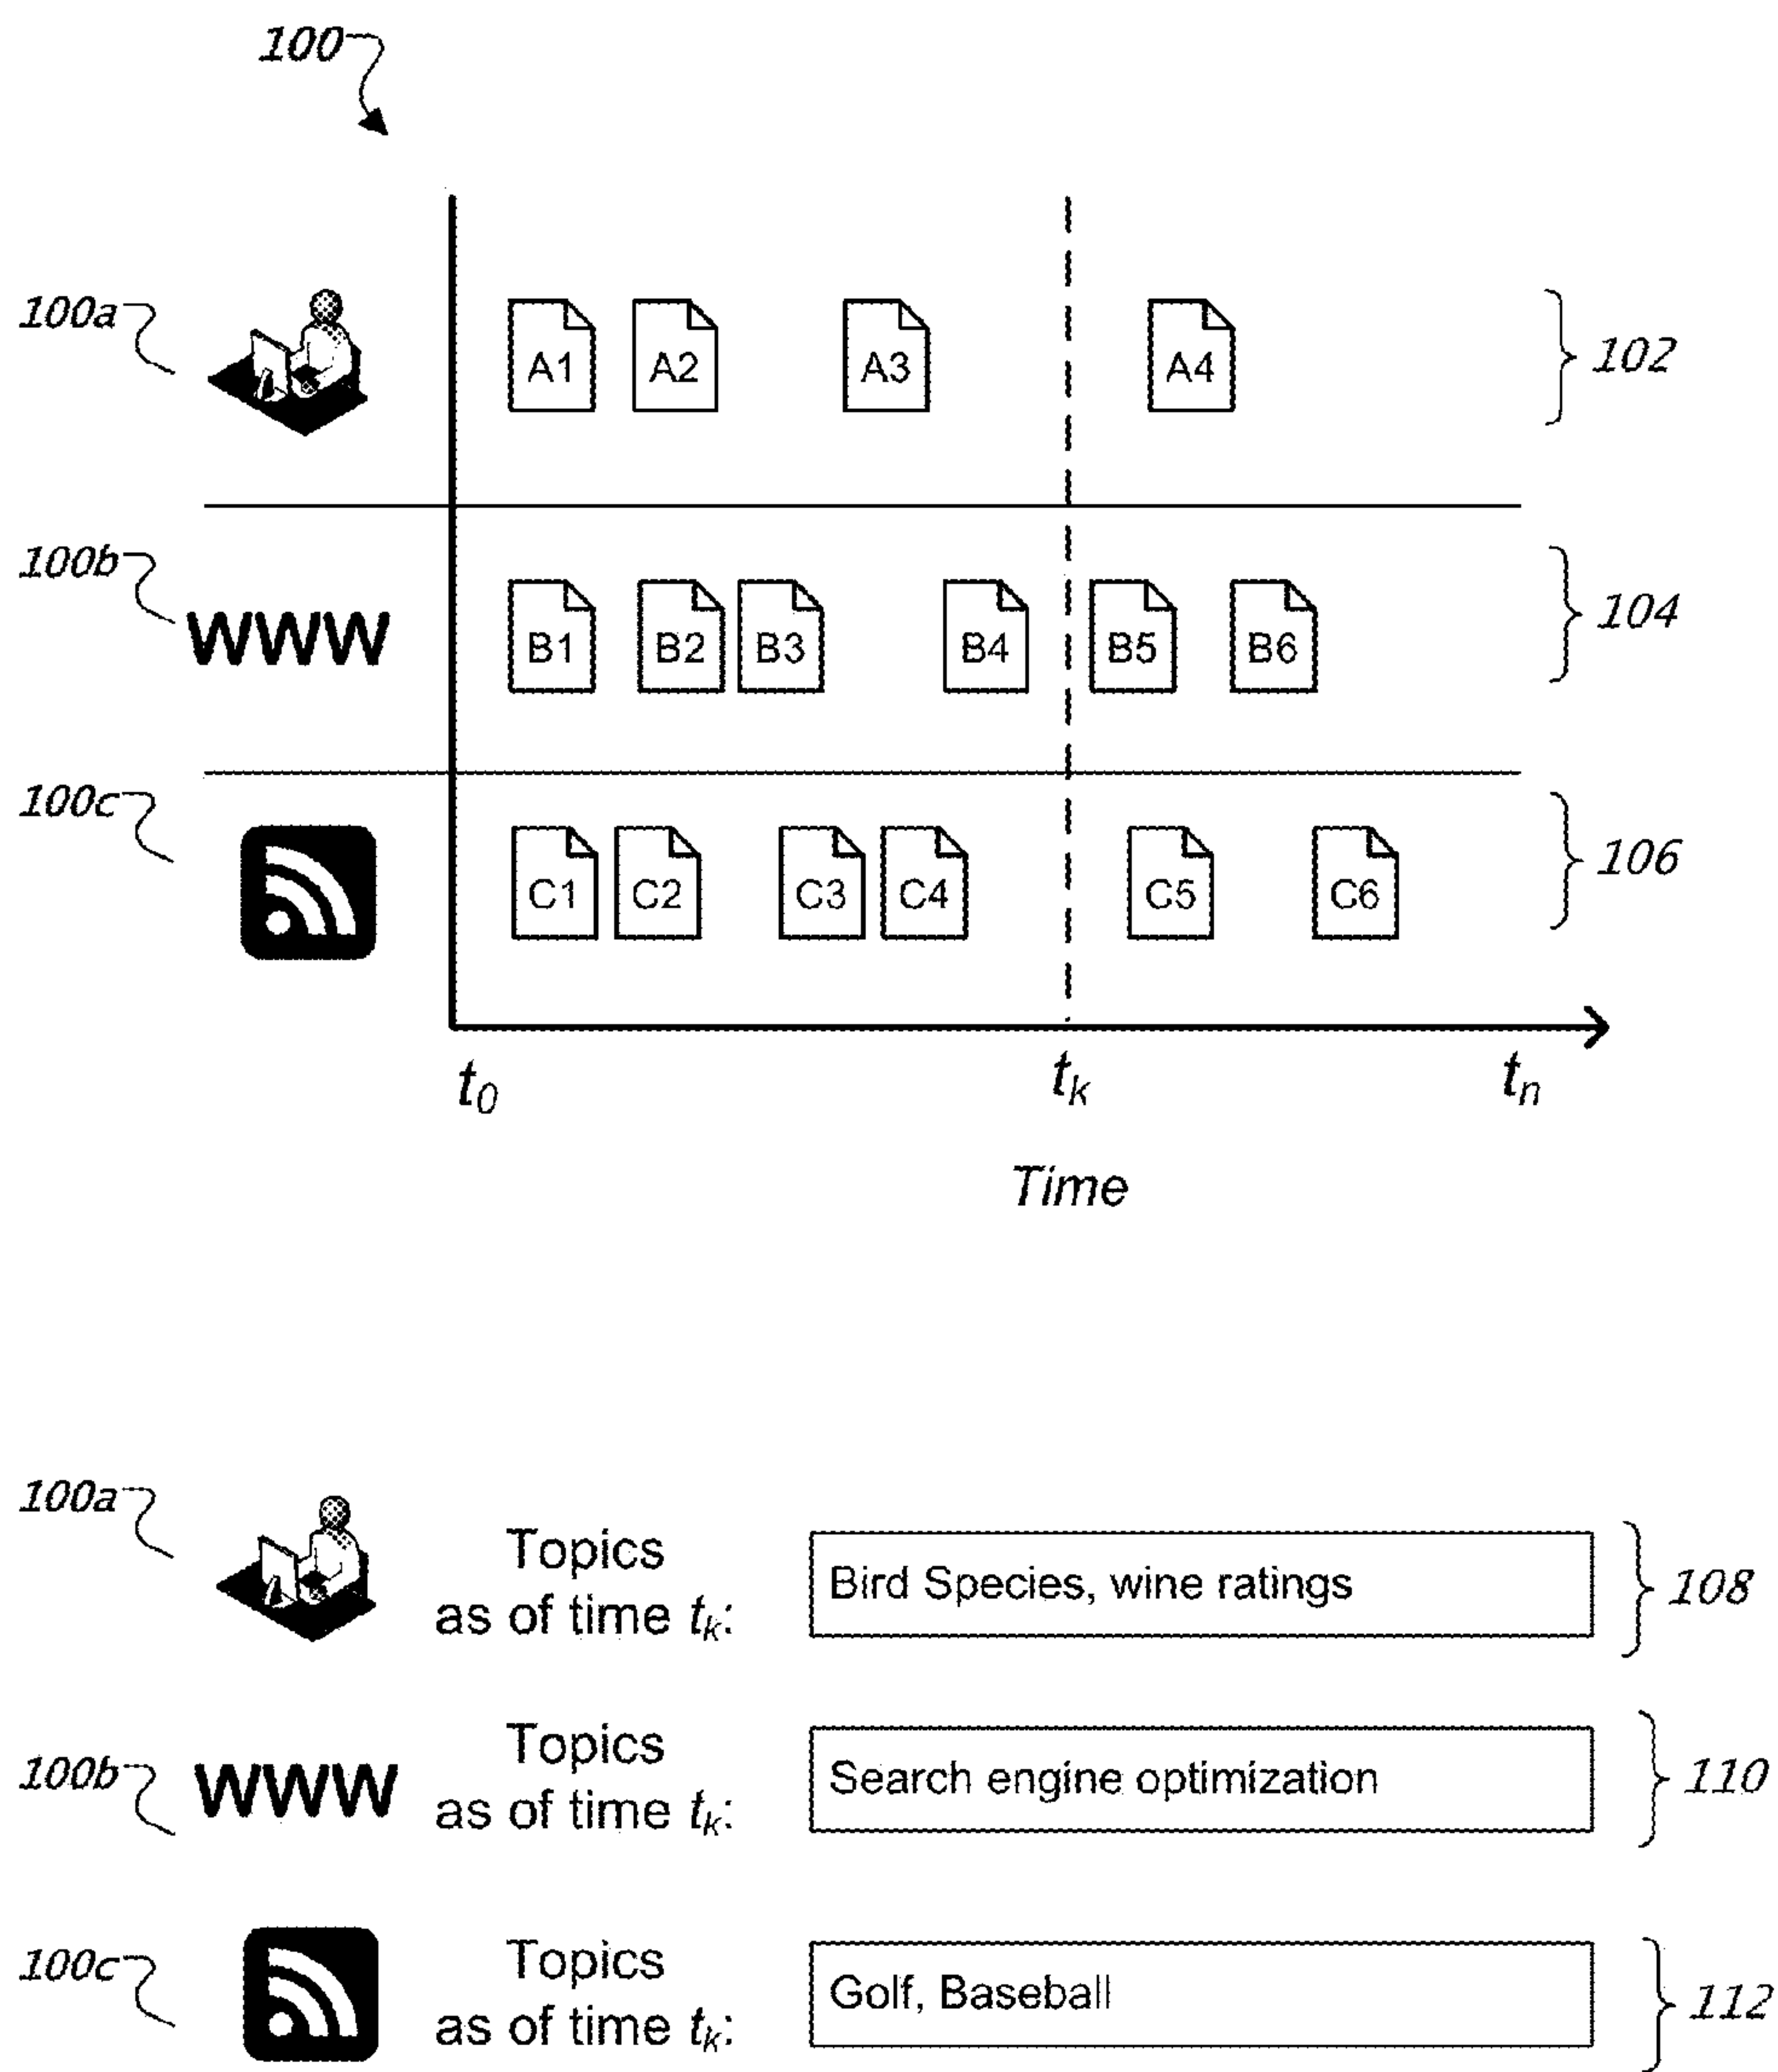 100
100a
A1 A2 A3 A4
102
100b
WWW
B1 B2 B3 B4 B5 B6
104
100c
C1 C2 C3 C4 C5 C6
106
t0 tk tn
Time
100a
Topics
as of time tk:
Bird Species, wine ratings
108
100b
WWW
Topics
as of time tk:
Search engine optimization
110
100c
Topics
as of time tk:
Golf, Baseball
112